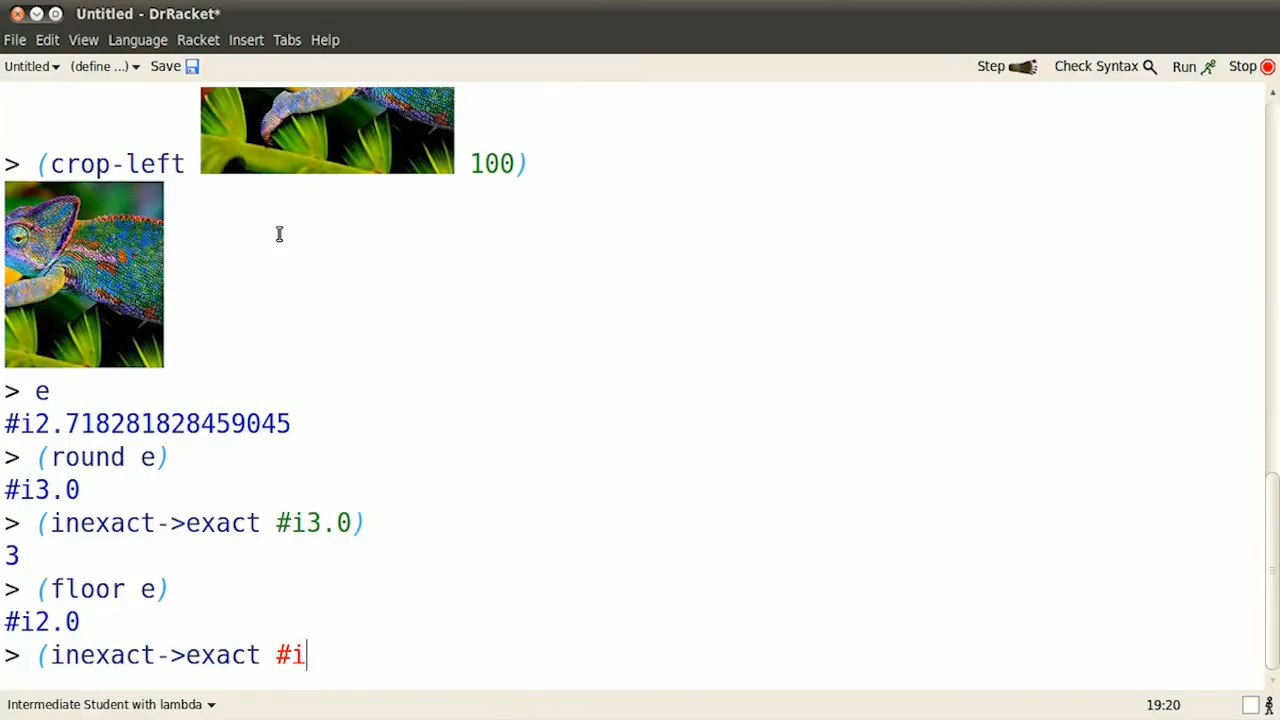 Untitled - DrRacket*
File Edit View Language Racket Insert Tabs Help
Untitled (define ...) Save Step Check Syntax Run Stop
> (crop-left 100)
> e
#i2.718281828459045
> (round e)
#i3.0
> (inexact->exact #i3.0)
3
> (floor e)
#i2.0
> (inexact->exact #i
Intermediate Student with lambda 19:20